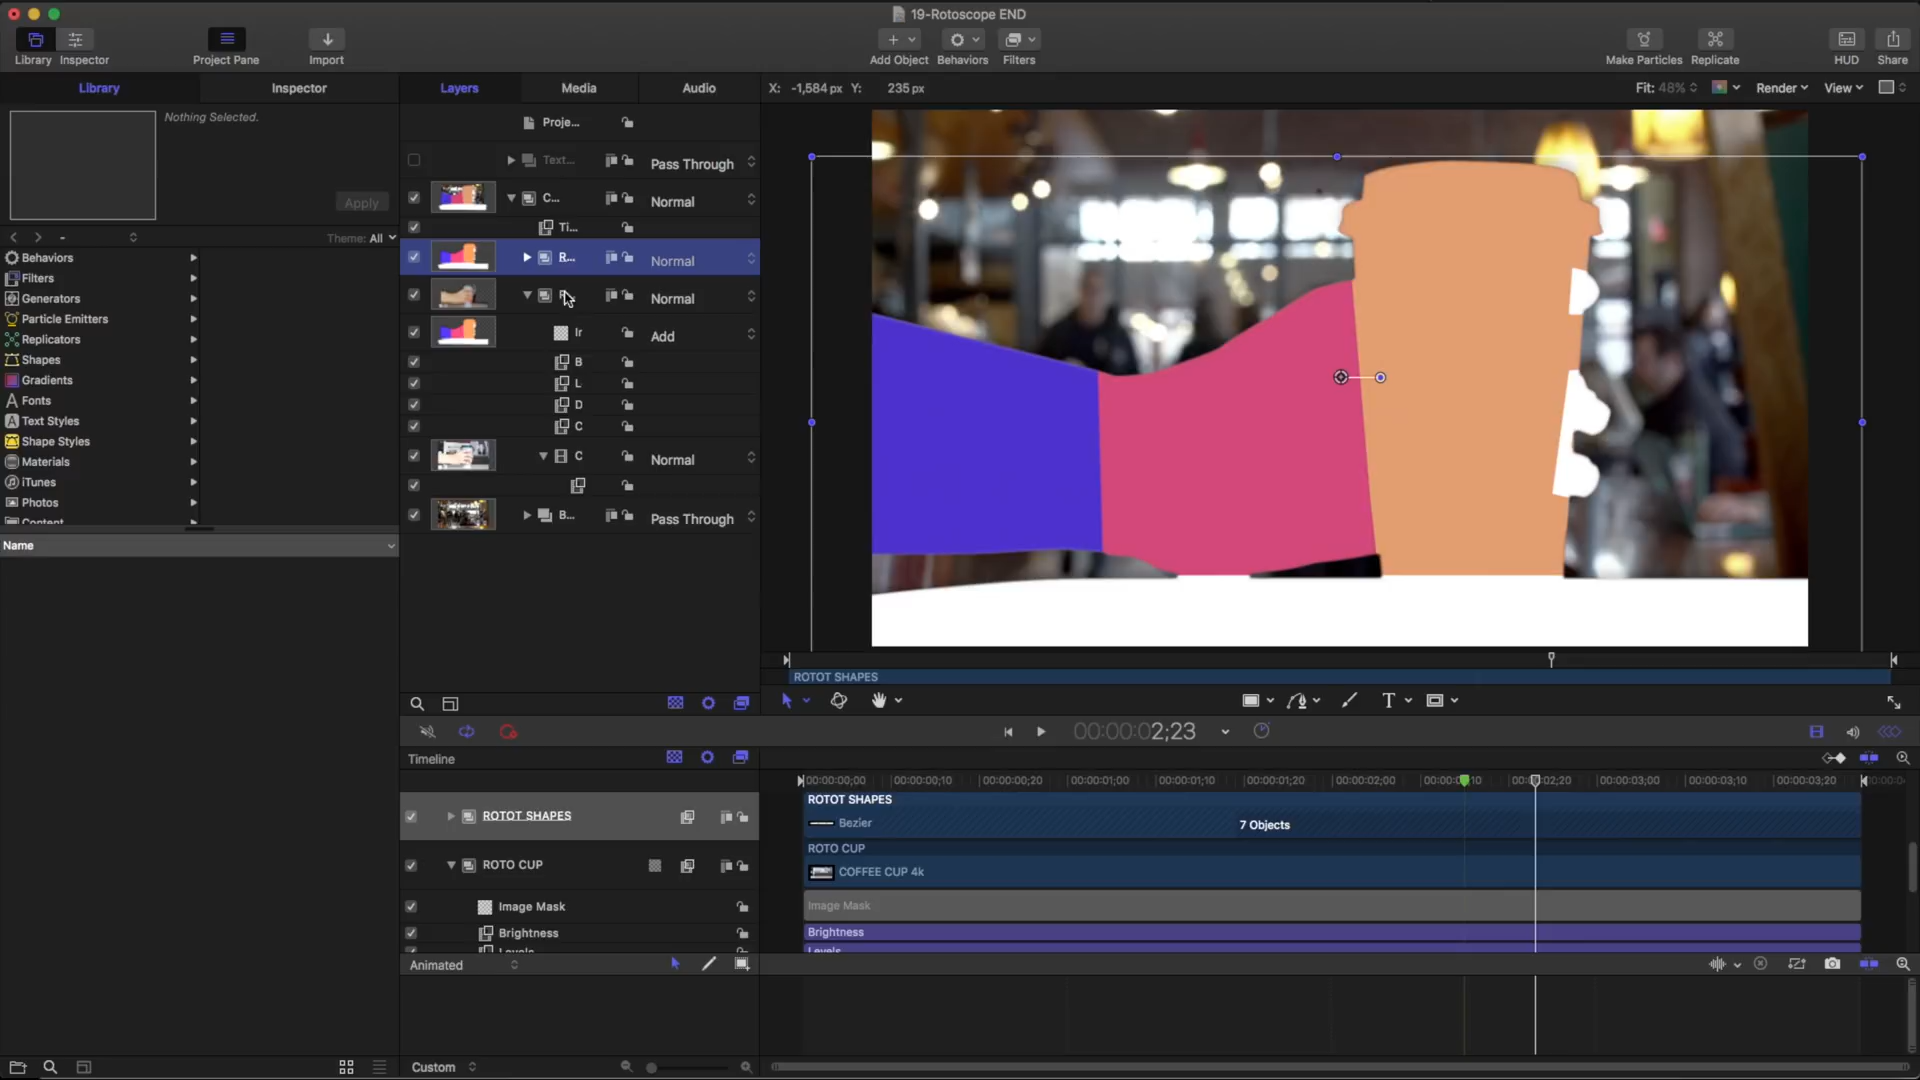 19-Rotoscope END
Library
Inspector
Project Pane
Import
Add Object
Behaviors
Filters
Make Particles
Replicate
HUD
Share
Library
Inspector
Layers
Media
Audio
X: -1,584 px Y: 235 px
Fit: 48%
Render
View
Nothing Selected.
Apply
Theme: All
Behaviors
Filters
Generators
Particle Emitters
Replicators
Shapes
Gradients
Fonts
Text Styles
Shape Styles
Materials
iTunes
Photos
Content
Name
Proje...
Text...
Pass Through
C...
Normal
Ti...
R...
Normal
Normal
Ir
Add
B
L
D
C
C
Normal
B...
Pass Through
ROTOT SHAPES
T
00:00:02;23
Timeline
00:00:00;00
00:00:00;10
00:00:00;20
00:00:01;00
00:00:01;10
00:00:01;20
00:00:02;00
00:00:02;20
00:00:03;00
00:00:03;10
00:00:03;20
ROTOT SHAPES
ROTOT SHAPES
Bezier
7 Objects
ROTO CUP
ROTO CUP
COFFEE CUP 4k
Image Mask
Image Mask
Brightness
Brightness
Levels
Levels
Animated
Custom